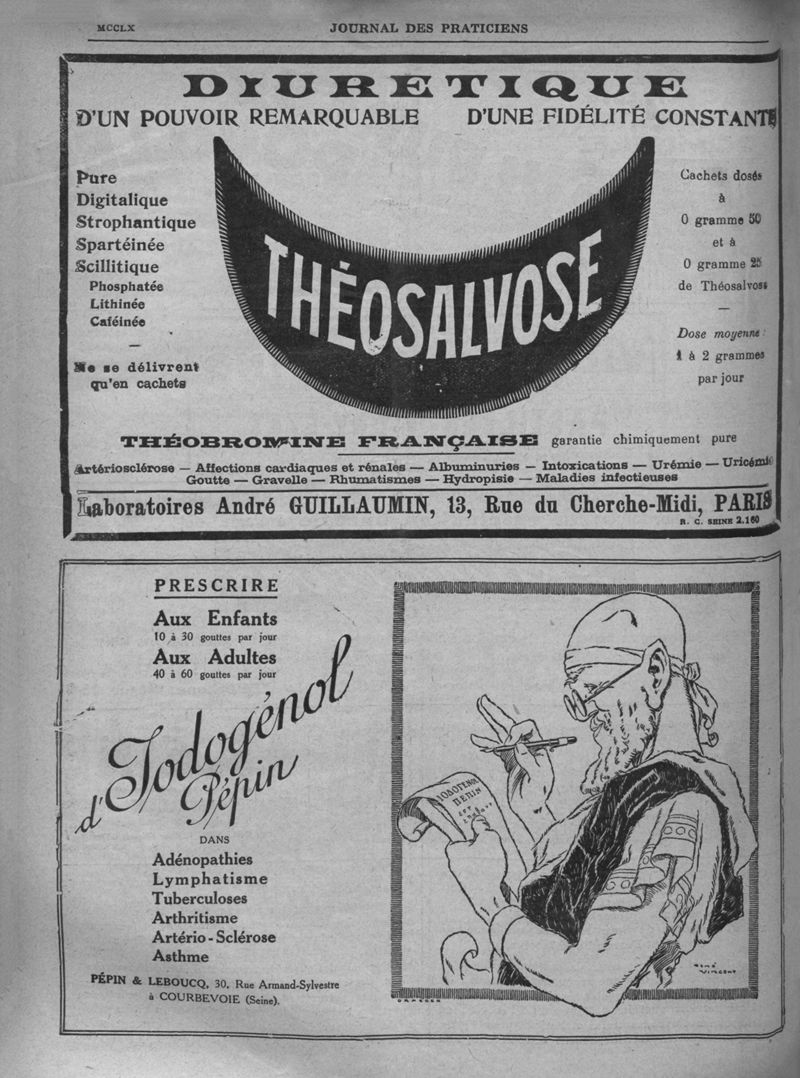 MCCLX
JOURNAL DES PRATICIENS
DIURETIQUE
D'UN POUVOIR REMARQUABLE D'UNE FIDÉLITÉ CONSTANTE
Pure
Digitalique
Strophantique
Spartéinée
Scillitique
Phosphatée
Lithinée
Caféinée
—
Ne se délivrent
qu'en cachets
THÉOSALVOSE
Cachets dosés
à
0 gramme 50
et à
0 gramme 25
de Théosalvose
—
Dose moyenne :
1 à 2 grammes
par jour
THÉOBROMINE FRANÇAISE garantie chimiquement pure
Artériosclérose — Affections cardiaques et rénales — Albuminuries — Intoxications — Urémie — Uricémie
Goutte — Gravelle — Rhumatismes — Hydropisie — Maladies infectieuses
Laboratoires André GUILLAUMIN, 13, Rue du Cherche-Midi, PARIS
R. C. SEINE 2.160
PRESCRIRE
Aux Enfants
10 à 30 gouttes par jour
Aux Adultes
40 à 60 gouttes par jour
d'Iodogénol
Pépin
DANS
Adénopathies
Lymphatisme
Tuberculoses
Arthritisme
Artério-Sclérose
Asthme
PÉPIN & LEBOUCQ, 30, Rue Armand-Sylvestre
à COURBEVOIE (Seine).
ΙΟDΟΓΕΝΟΛ
ΠΕΠΙΝ
RENÉ
VINCENT
DRAEGER